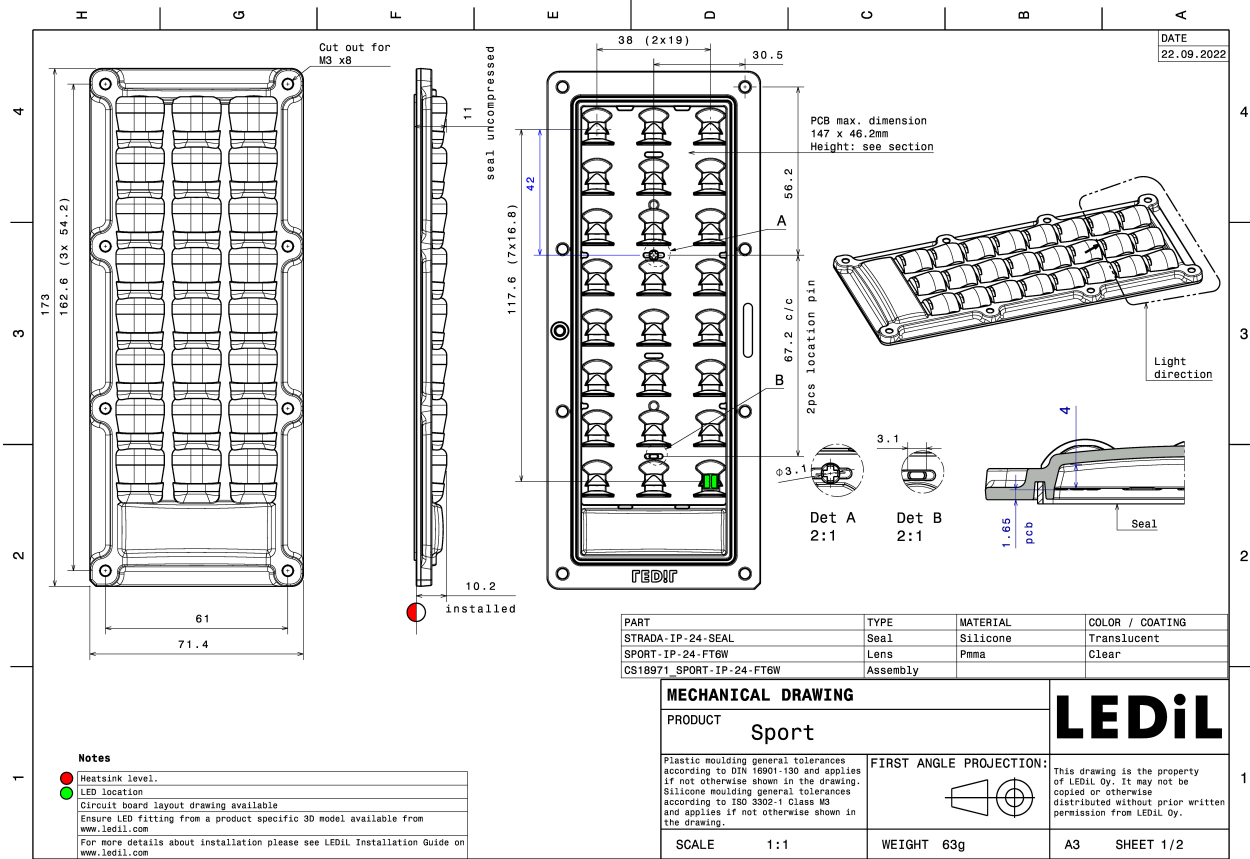 H G F E D C B A
DATE
22.09.2022
4
4
3
3
2
2
1
1
Cut out for
M3 x8
173
162.6 (3x 54.2)
61
71.4
11
seal uncompressed
10.2
installed
38 (2x19)
30.5
42
117.6 (7x16.8)
56.2
67.2 c/c
2pcs location pin
A
B
LEDiL
PCB max. dimension
147 x 46.2mm
Height: see section
Light
direction
Φ3.1
Det A
2:1
3.1
Det B
2:1
4
1.65
pcb
Seal
PART TYPE MATERIAL COLOR / COATING
STRADA-IP-24-SEAL Seal Silicone Translucent
SPORT-IP-24-FT6W Lens Pmma Clear
CS18971_SPORT-IP-24-FT6W Assembly
MECHANICAL DRAWING
PRODUCT
Sport
LEDiL
Plastic moulding general tolerances
according to DIN 16901-130 and applies
if not otherwise shown in the drawing.
Silicone moulding general tolerances
according to ISO 3302-1 Class M3
and applies if not otherwise shown in
the drawing.
FIRST ANGLE PROJECTION:
This drawing is the property
of LEDiL Oy. It may not be
copied or otherwise
distributed without prior written
permission from LEDiL Oy.
SCALE 1:1
WEIGHT 63g
A3 SHEET 1/2
Notes
Heatsink level.
LED location
Circuit board layout drawing available
Ensure LED fitting from a product specific 3D model available from
www.ledil.com
For more details about installation please see LEDiL Installation Guide on
www.ledil.com